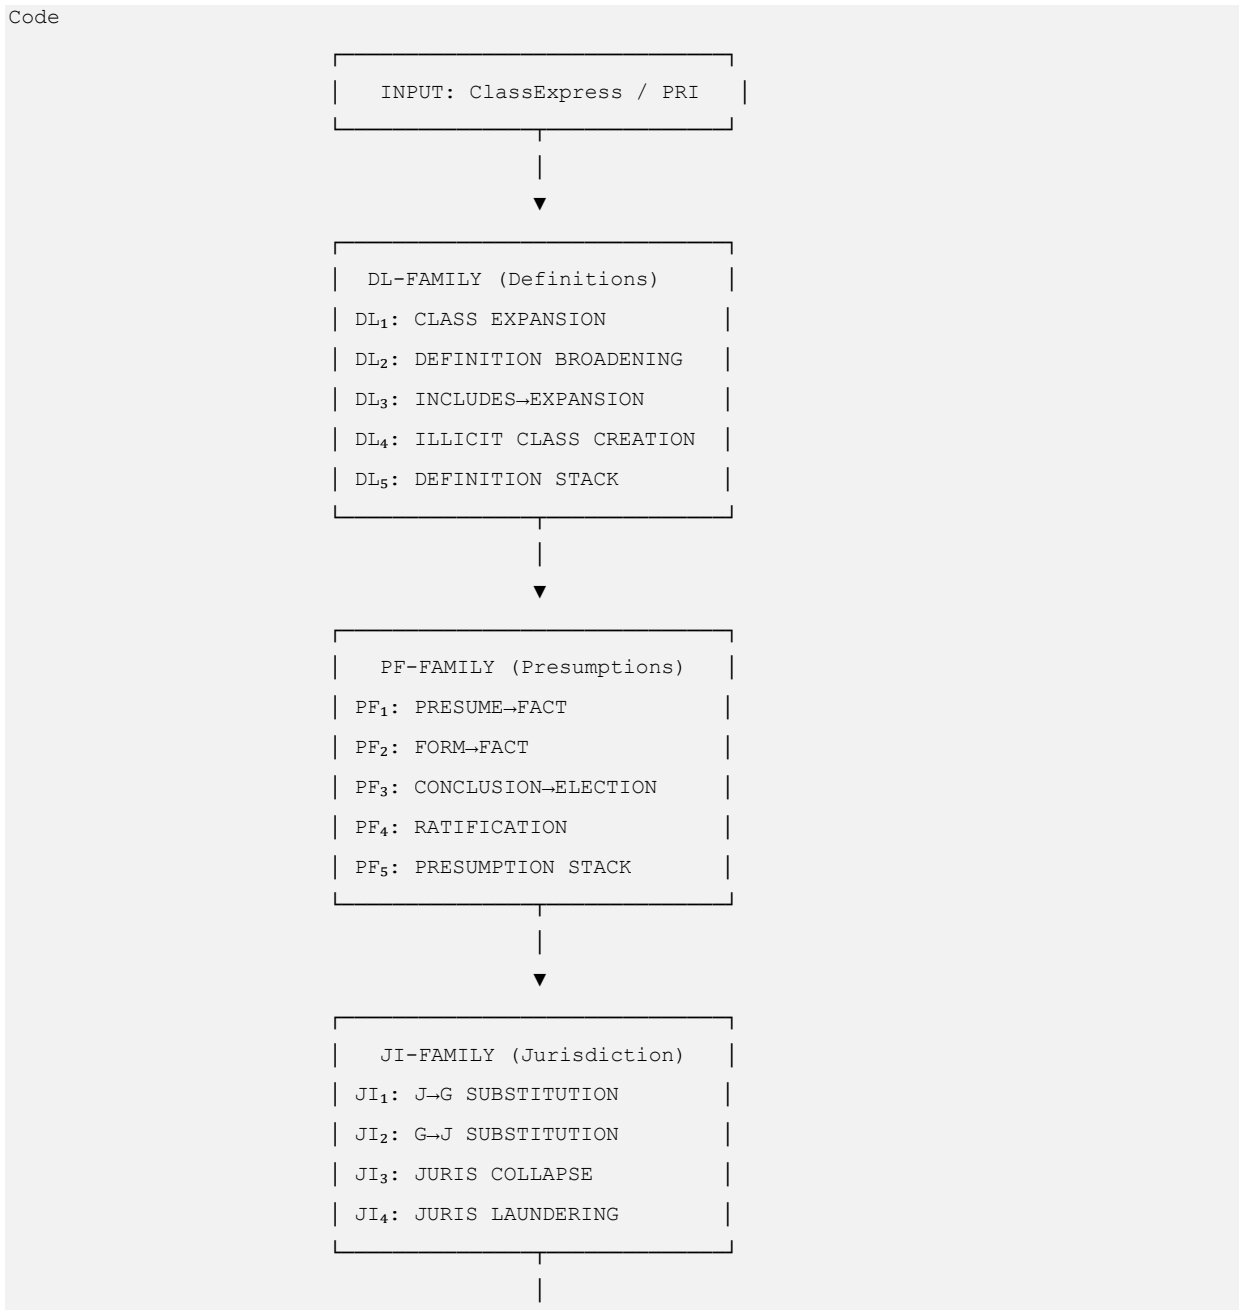 Code
INPUT: ClassExpress / PRI
DL-FAMILY (Definitions)
DL₁: CLASS EXPANSION
DL₂: DEFINITION BROADENING
DL₃: INCLUDES→EXPANSION
DL₄: ILLICIT CLASS CREATION
DL₅: DEFINITION STACK
PF-FAMILY (Presumptions)
PF₁: PRESUME→FACT
PF₂: FORM→FACT
PF₃: CONCLUSION→ELECTION
PF₄: RATIFICATION
PF₅: PRESUMPTION STACK
JI-FAMILY (Jurisdiction)
JI₁: J→G SUBSTITUTION
JI₂: G→J SUBSTITUTION
JI₃: JURIS COLLAPSE
JI₄: JURIS LAUNDERING